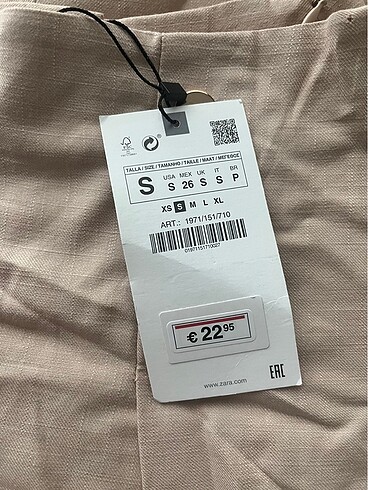 TALLA / SIZE / TAMANHO / TAILLE / MAAT / ΜΕΓΕΘΟΣ
USA MEX UK IT BR
S S 26 S S P
XS S M L XL
ART.: 1971/151/710
01971151710027
€ 22 95
EAC
www.zara.com